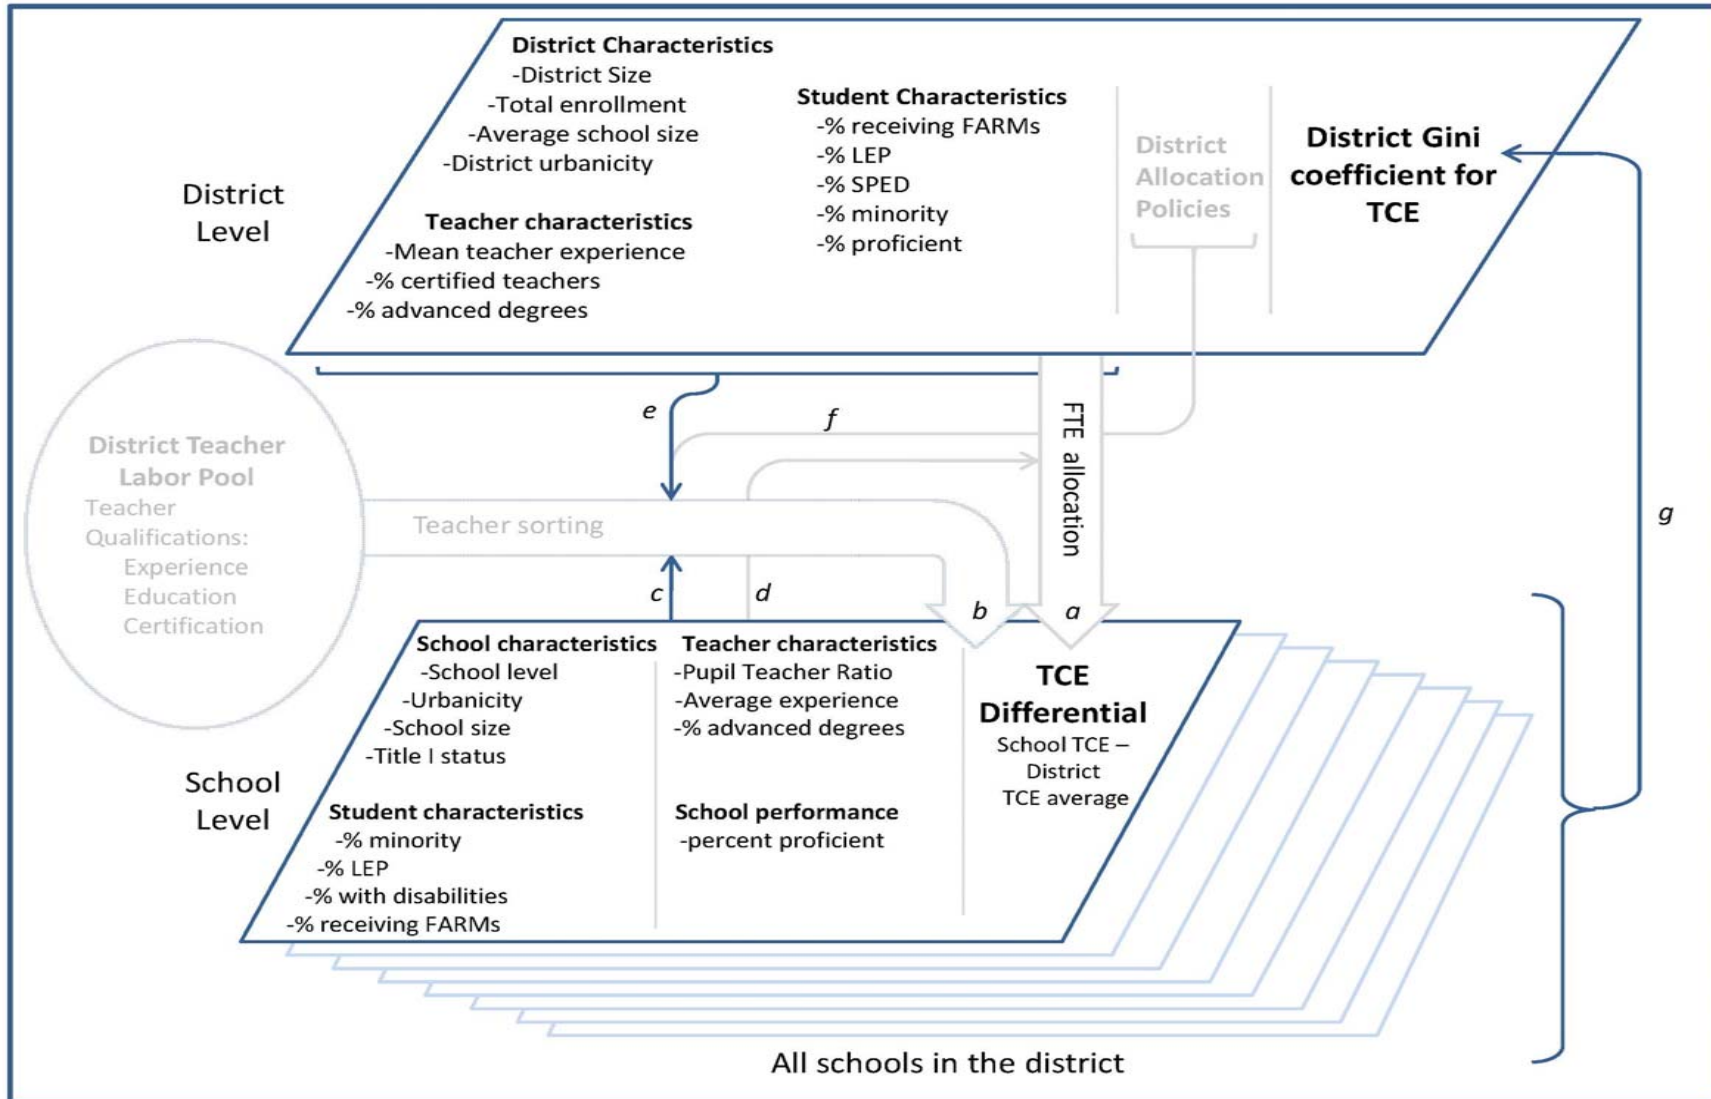 District Characteristics
-District Size
-Total enrollment
-Average school size
-District urbanicity
Teacher characteristics
-Mean teacher experience
-% certified teachers
-% advanced degrees
Student Characteristics
-% receiving FARMs
-% LEP
-% SPED
-% minority
-% proficient
District
Allocation
Policies
District Gini
coefficient for
TCE
District
Level
e
f
FTE allocation
g
District Teacher
Labor Pool
Teacher
Qualifications:
Experience
Education
Certification
Teacher sorting
c
d
b
a
School
Level
School characteristics
-School level
-Urbanicity
-School size
-Title I status
Student characteristics
-% minority
-% LEP
-% with disabilities
-% receiving FARMs
Teacher characteristics
-Pupil Teacher Ratio
-Average experience
-% advanced degrees
School performance
-percent proficient
TCE
Differential
School TCE –
District
TCE average
All schools in the district